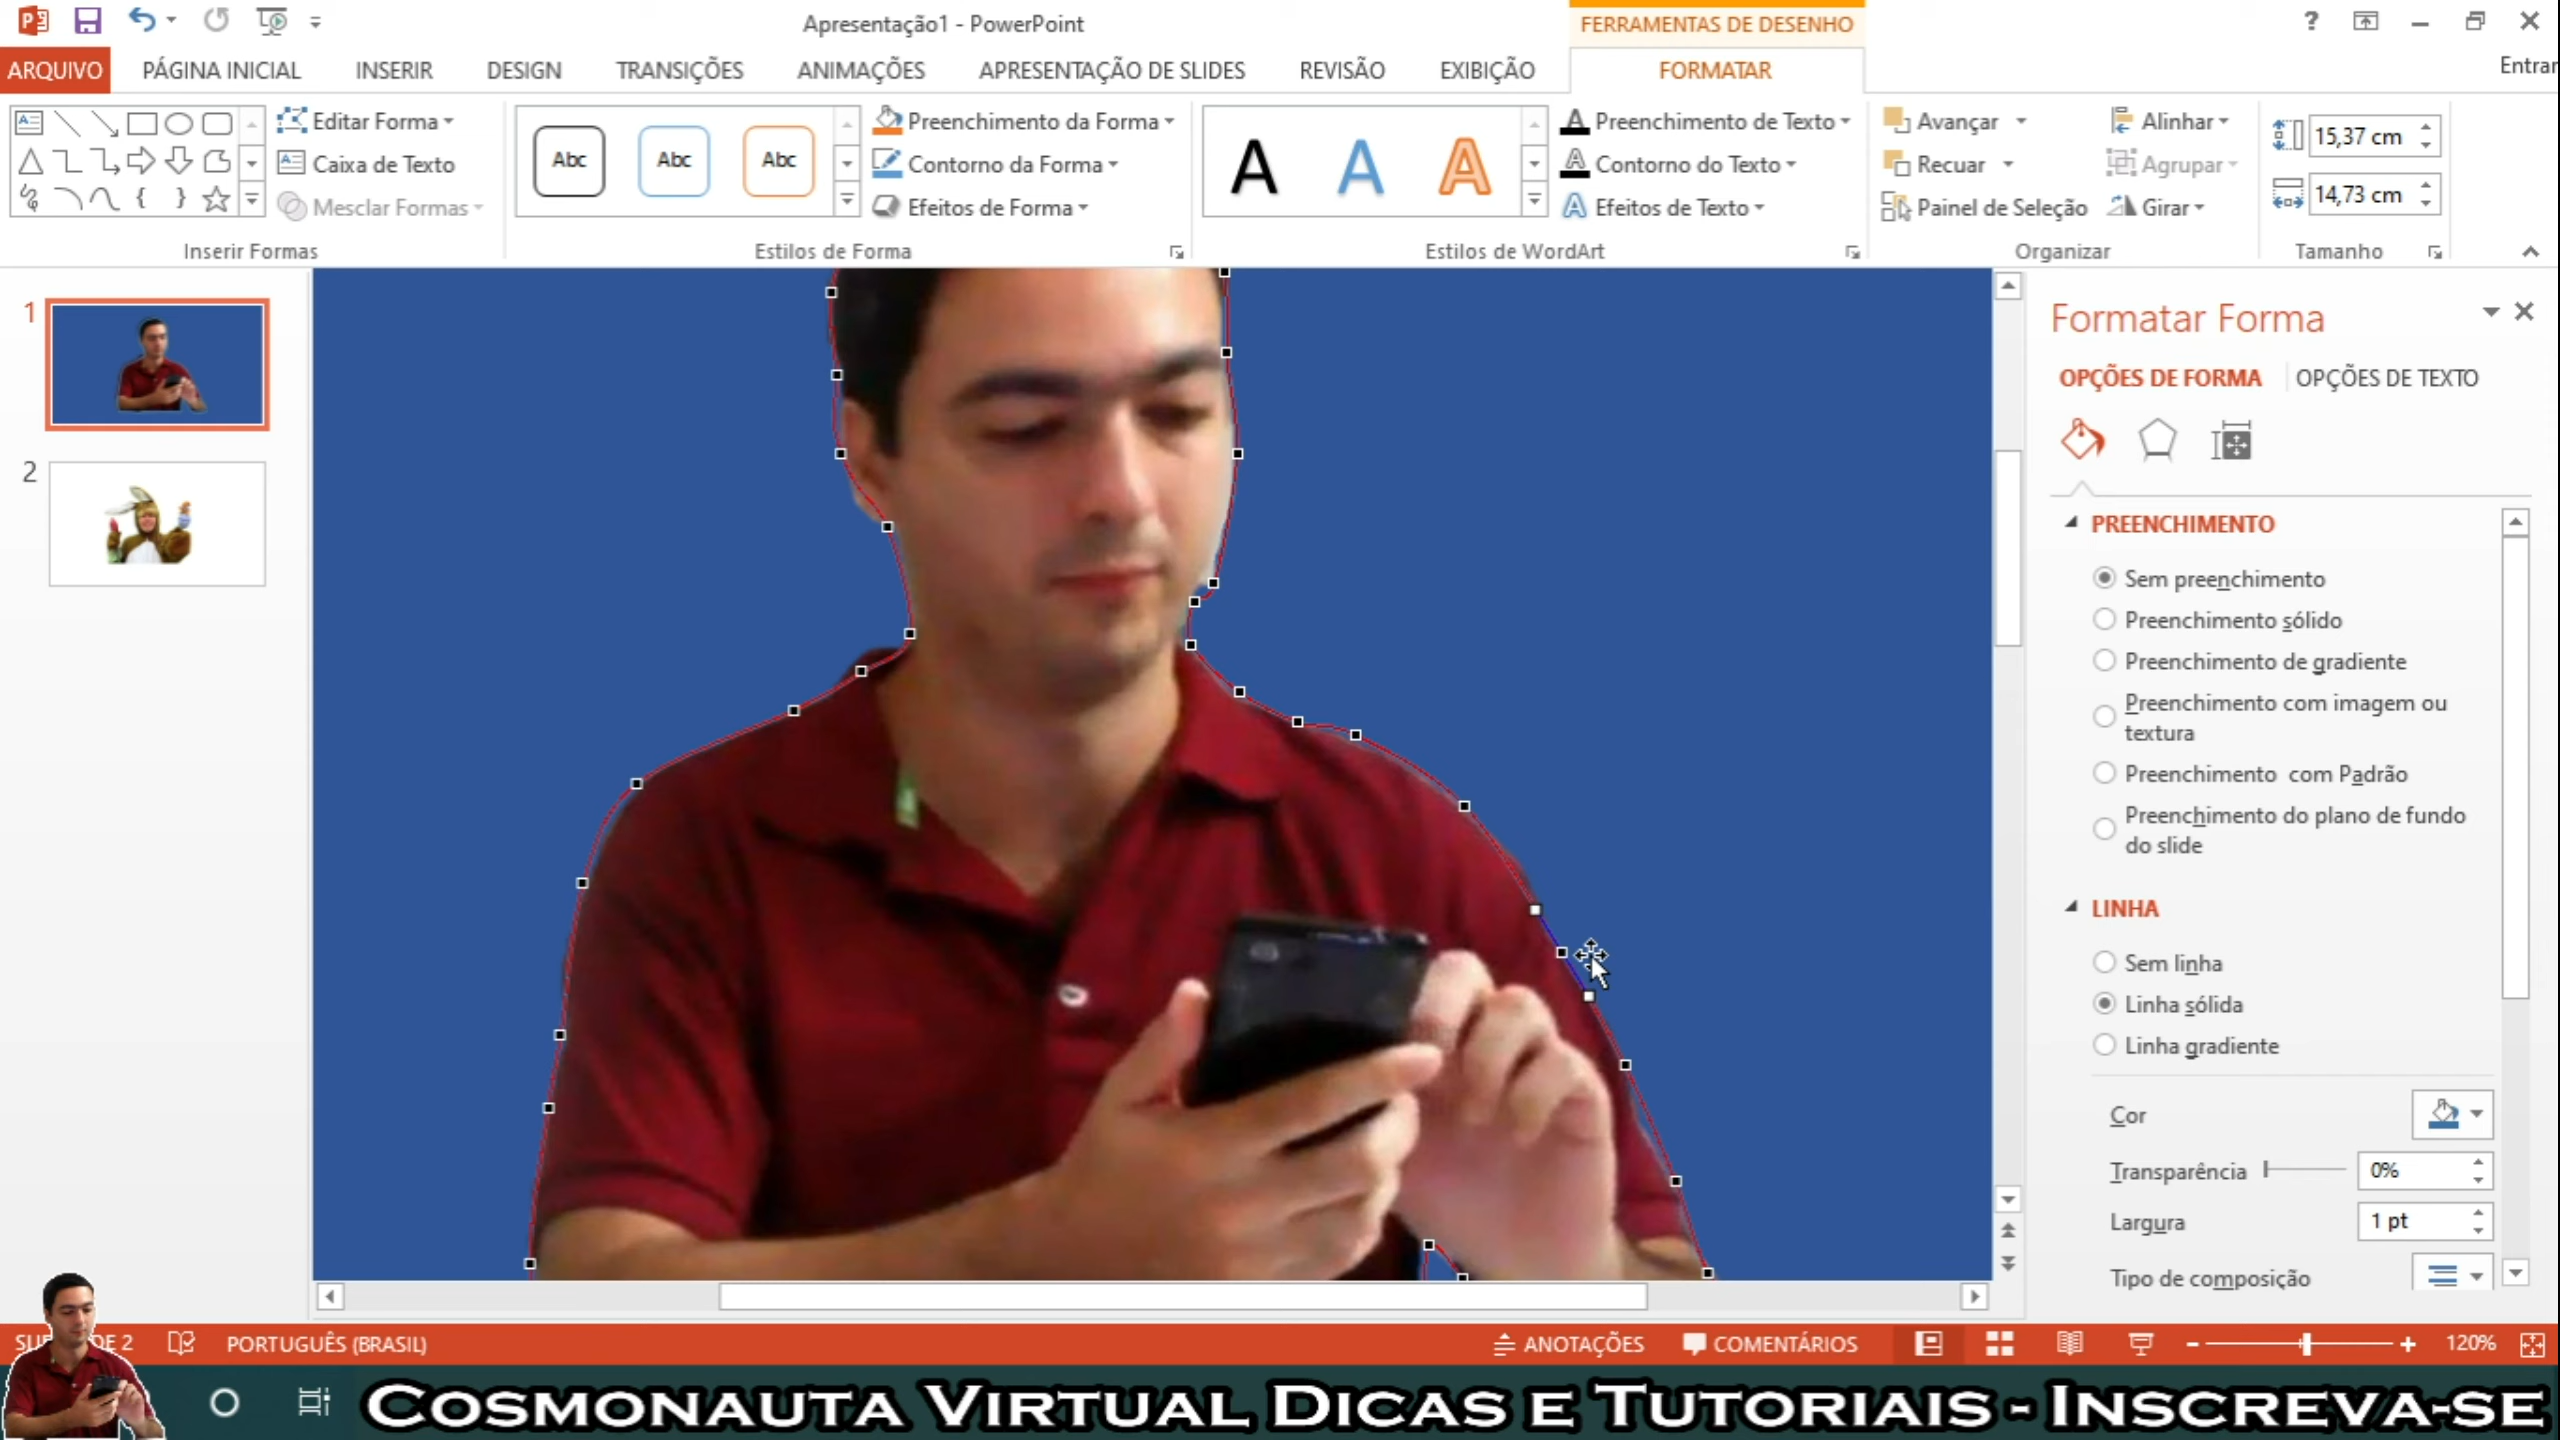 Apresentação1 - PowerPoint
FERRAMENTAS DE DESENHO
?
ARQUIVO PÁGINA INICIAL INSERIR DESIGN TRANSIÇÕES ANIMAÇÕES APRESENTAÇÃO DE SLIDES REVISÃO EXIBIÇÃO FORMATAR Entrar
Editar Forma
Caixa de Texto
Mesclar Formas
Inserir Formas
Abc Abc Abc
Preenchimento da Forma
Contorno da Forma
Efeitos de Forma
Estilos de Forma
A A A
Preenchimento de Texto
Contorno do Texto
Efeitos de Texto
Estilos de WordArt
Avançar
Recuar
Painel de Seleção
Alinhar
Agrupar
Girar
Organizar
15,37 cm
14,73 cm
Tamanho
1
2
Formatar Forma
OPÇÕES DE FORMA OPÇÕES DE TEXTO
PREENCHIMENTO
Sem preenchimento
Preenchimento sólido
Preenchimento de gradiente
Preenchimento com imagem ou
textura
Preenchimento com Padrão
Preenchimento do plano de fundo
do slide
LINHA
Sem linha
Linha sólida
Linha gradiente
Cor
Transparência 0%
Largura 1 pt
Tipo de composição
DE 2 PORTUGUÊS (BRASIL) ANOTAÇÕES COMENTÁRIOS 120%
Cosmonauta Virtual Dicas e Tutoriais - Inscreva-se